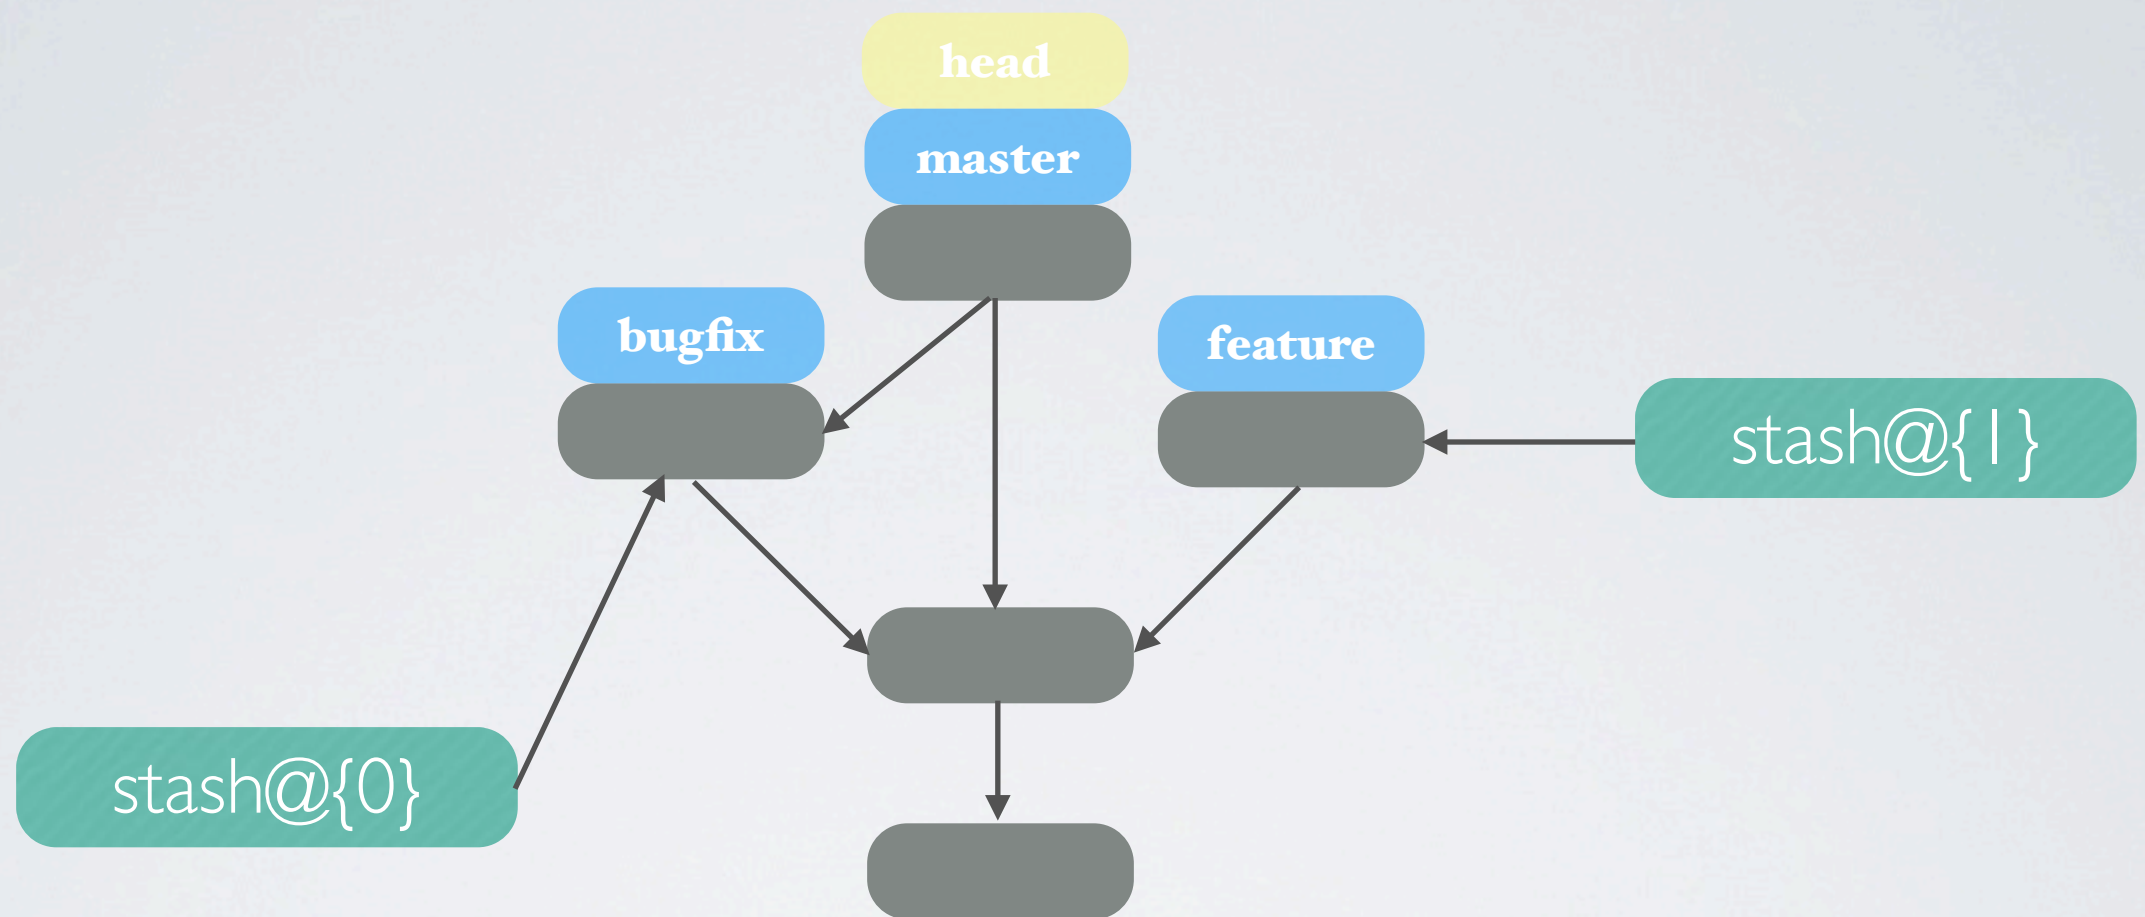 head
master
bugfix
feature
stash@{1}
stash@{0}